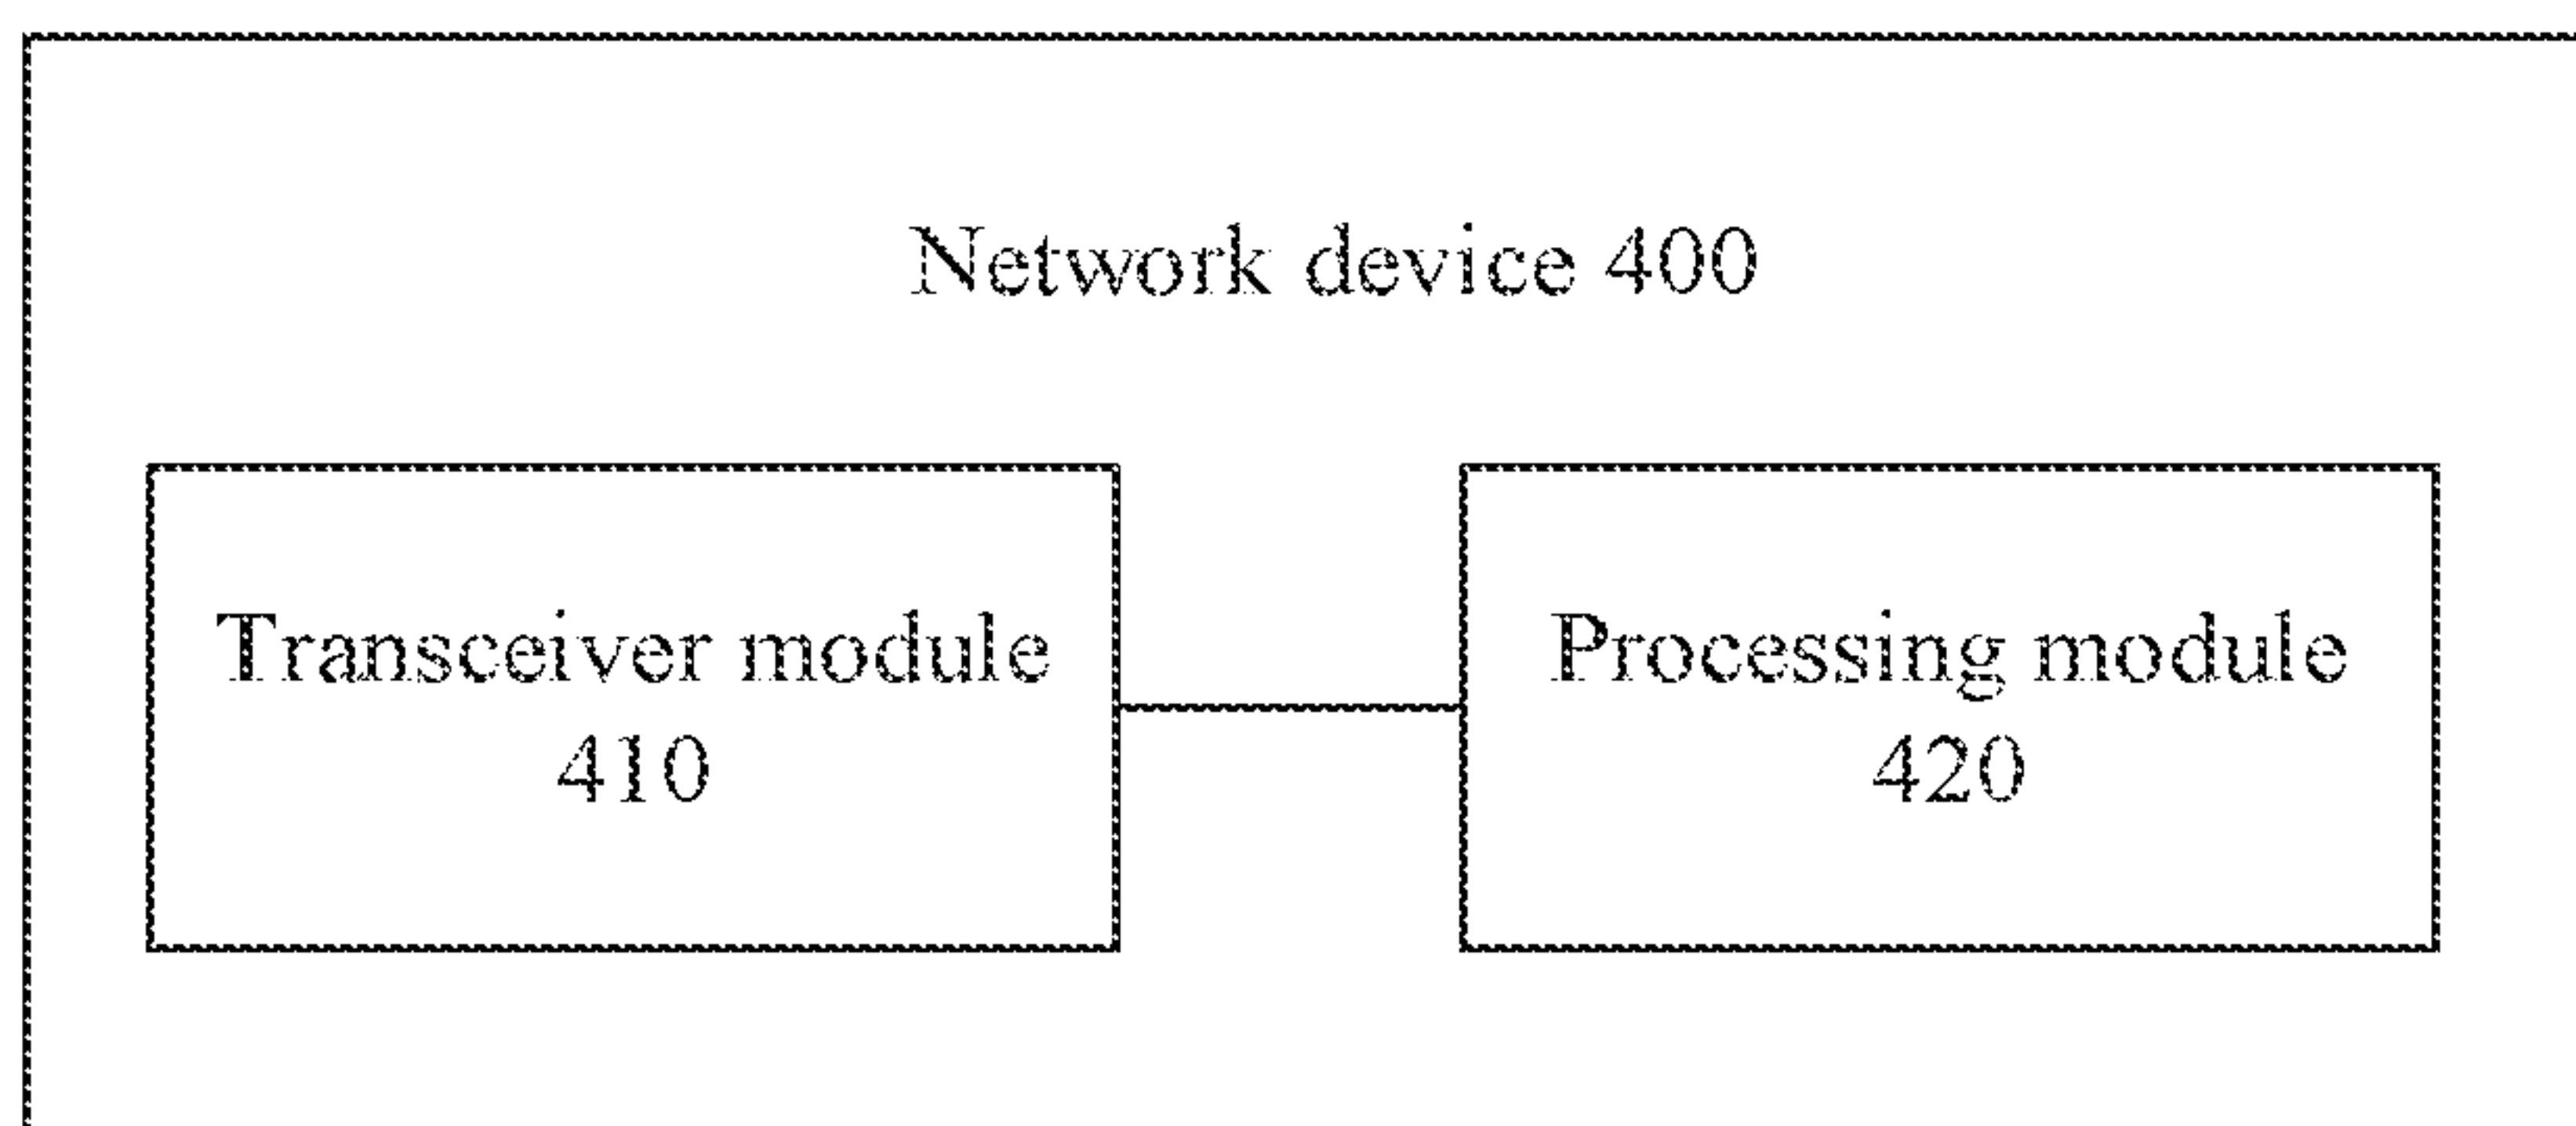 Network device 400
Transceiver module
410
Processing module
420